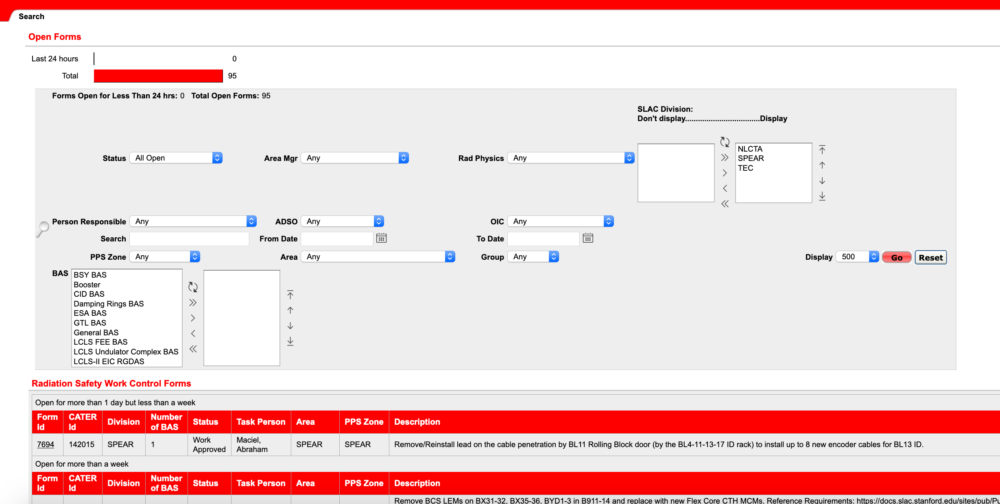 Search
Open Forms
Last 24 hours 0
Total 95
Forms Open for Less Than 24 hrs: 0 Total Open Forms: 95
SLAC Division:
Don't display...................................Display
NLCTA
SPEAR
TEC
Status All Open Area Mgr Any Rad Physics Any
Person Responsible Any ADSO Any OIC Any
Search From Date To Date
PPS Zone Any Area Any Group Any Display 500 Go Reset
BAS
BSY BAS
Booster
CID BAS
Damping Rings BAS
ESA BAS
GTL BAS
General BAS
LCLS FEE BAS
LCLS Undulator Complex BAS
LCLS-II EIC RGDAS
Radiation Safety Work Control Forms
Open for more than 1 day but less than a week
Form Id CATER Id Division Number of BAS Status Task Person Area PPS Zone Description
7694 142015 SPEAR 1 Work Approved Maciel, Abraham SPEAR SPEAR Remove/Reinstall lead on the cable penetration by BL11 Rolling Block door (by the BL4-11-13-17 ID rack) to install up to 8 new encoder cables for BL13 ID.
Open for more than a week
Form Id CATER Id Division Number of BAS Status Task Person Area PPS Zone Description
Remove BCS LEMs on BX31-32, BX35-36, BYD1-3 in B911-14 and replace with new Flex Core CTH MCMs. Reference Requirements: https://docs.slac.stanford.edu/sites/pub/Pu